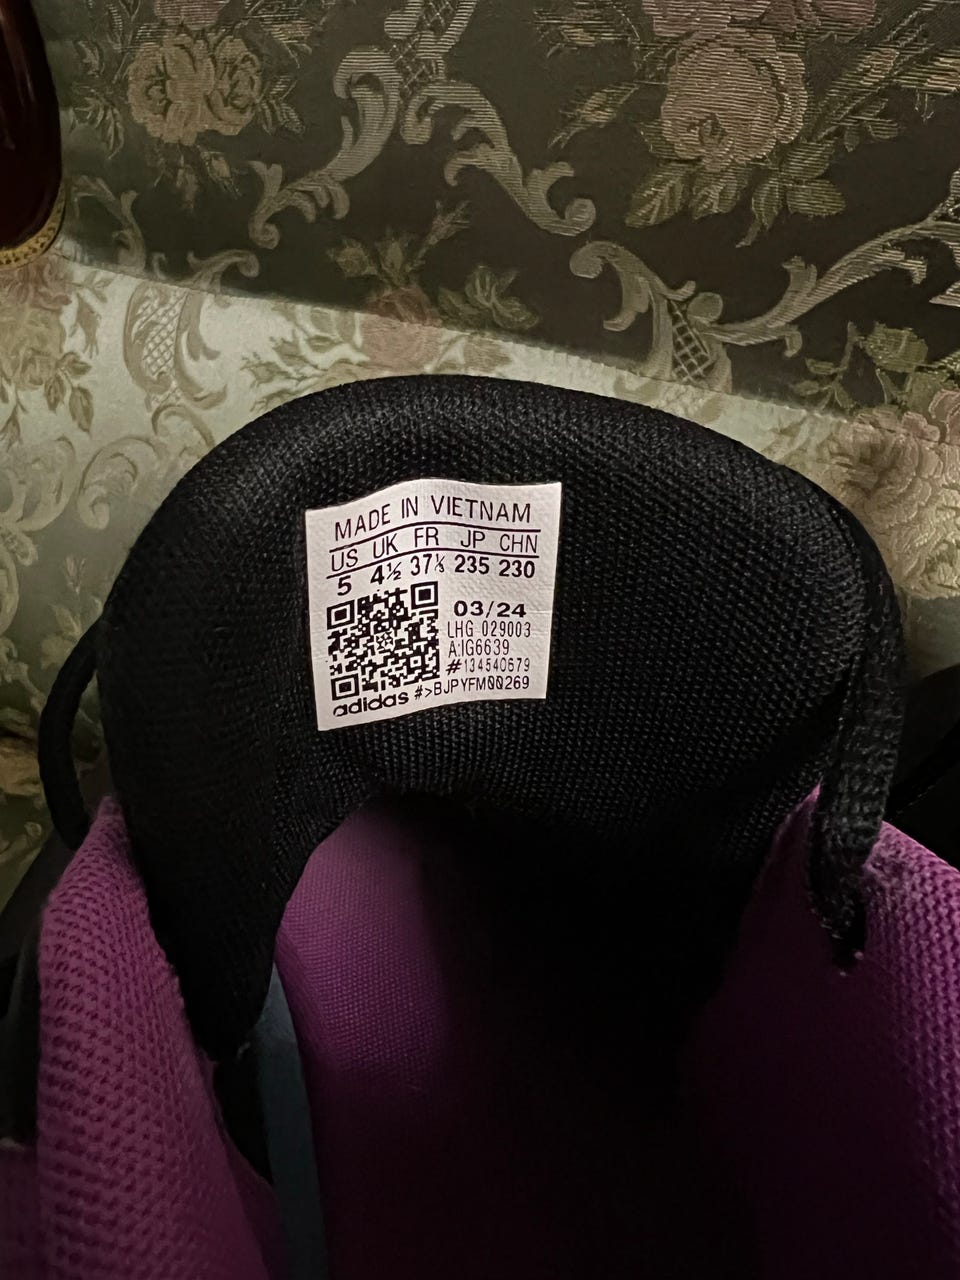 MADE IN VIETNAM
US UK FR JP CHN
5 4½ 37⅓ 235 230
03/24
LHG 029003
A:IG6639
#134540679
adidas #>BJPYFM00269